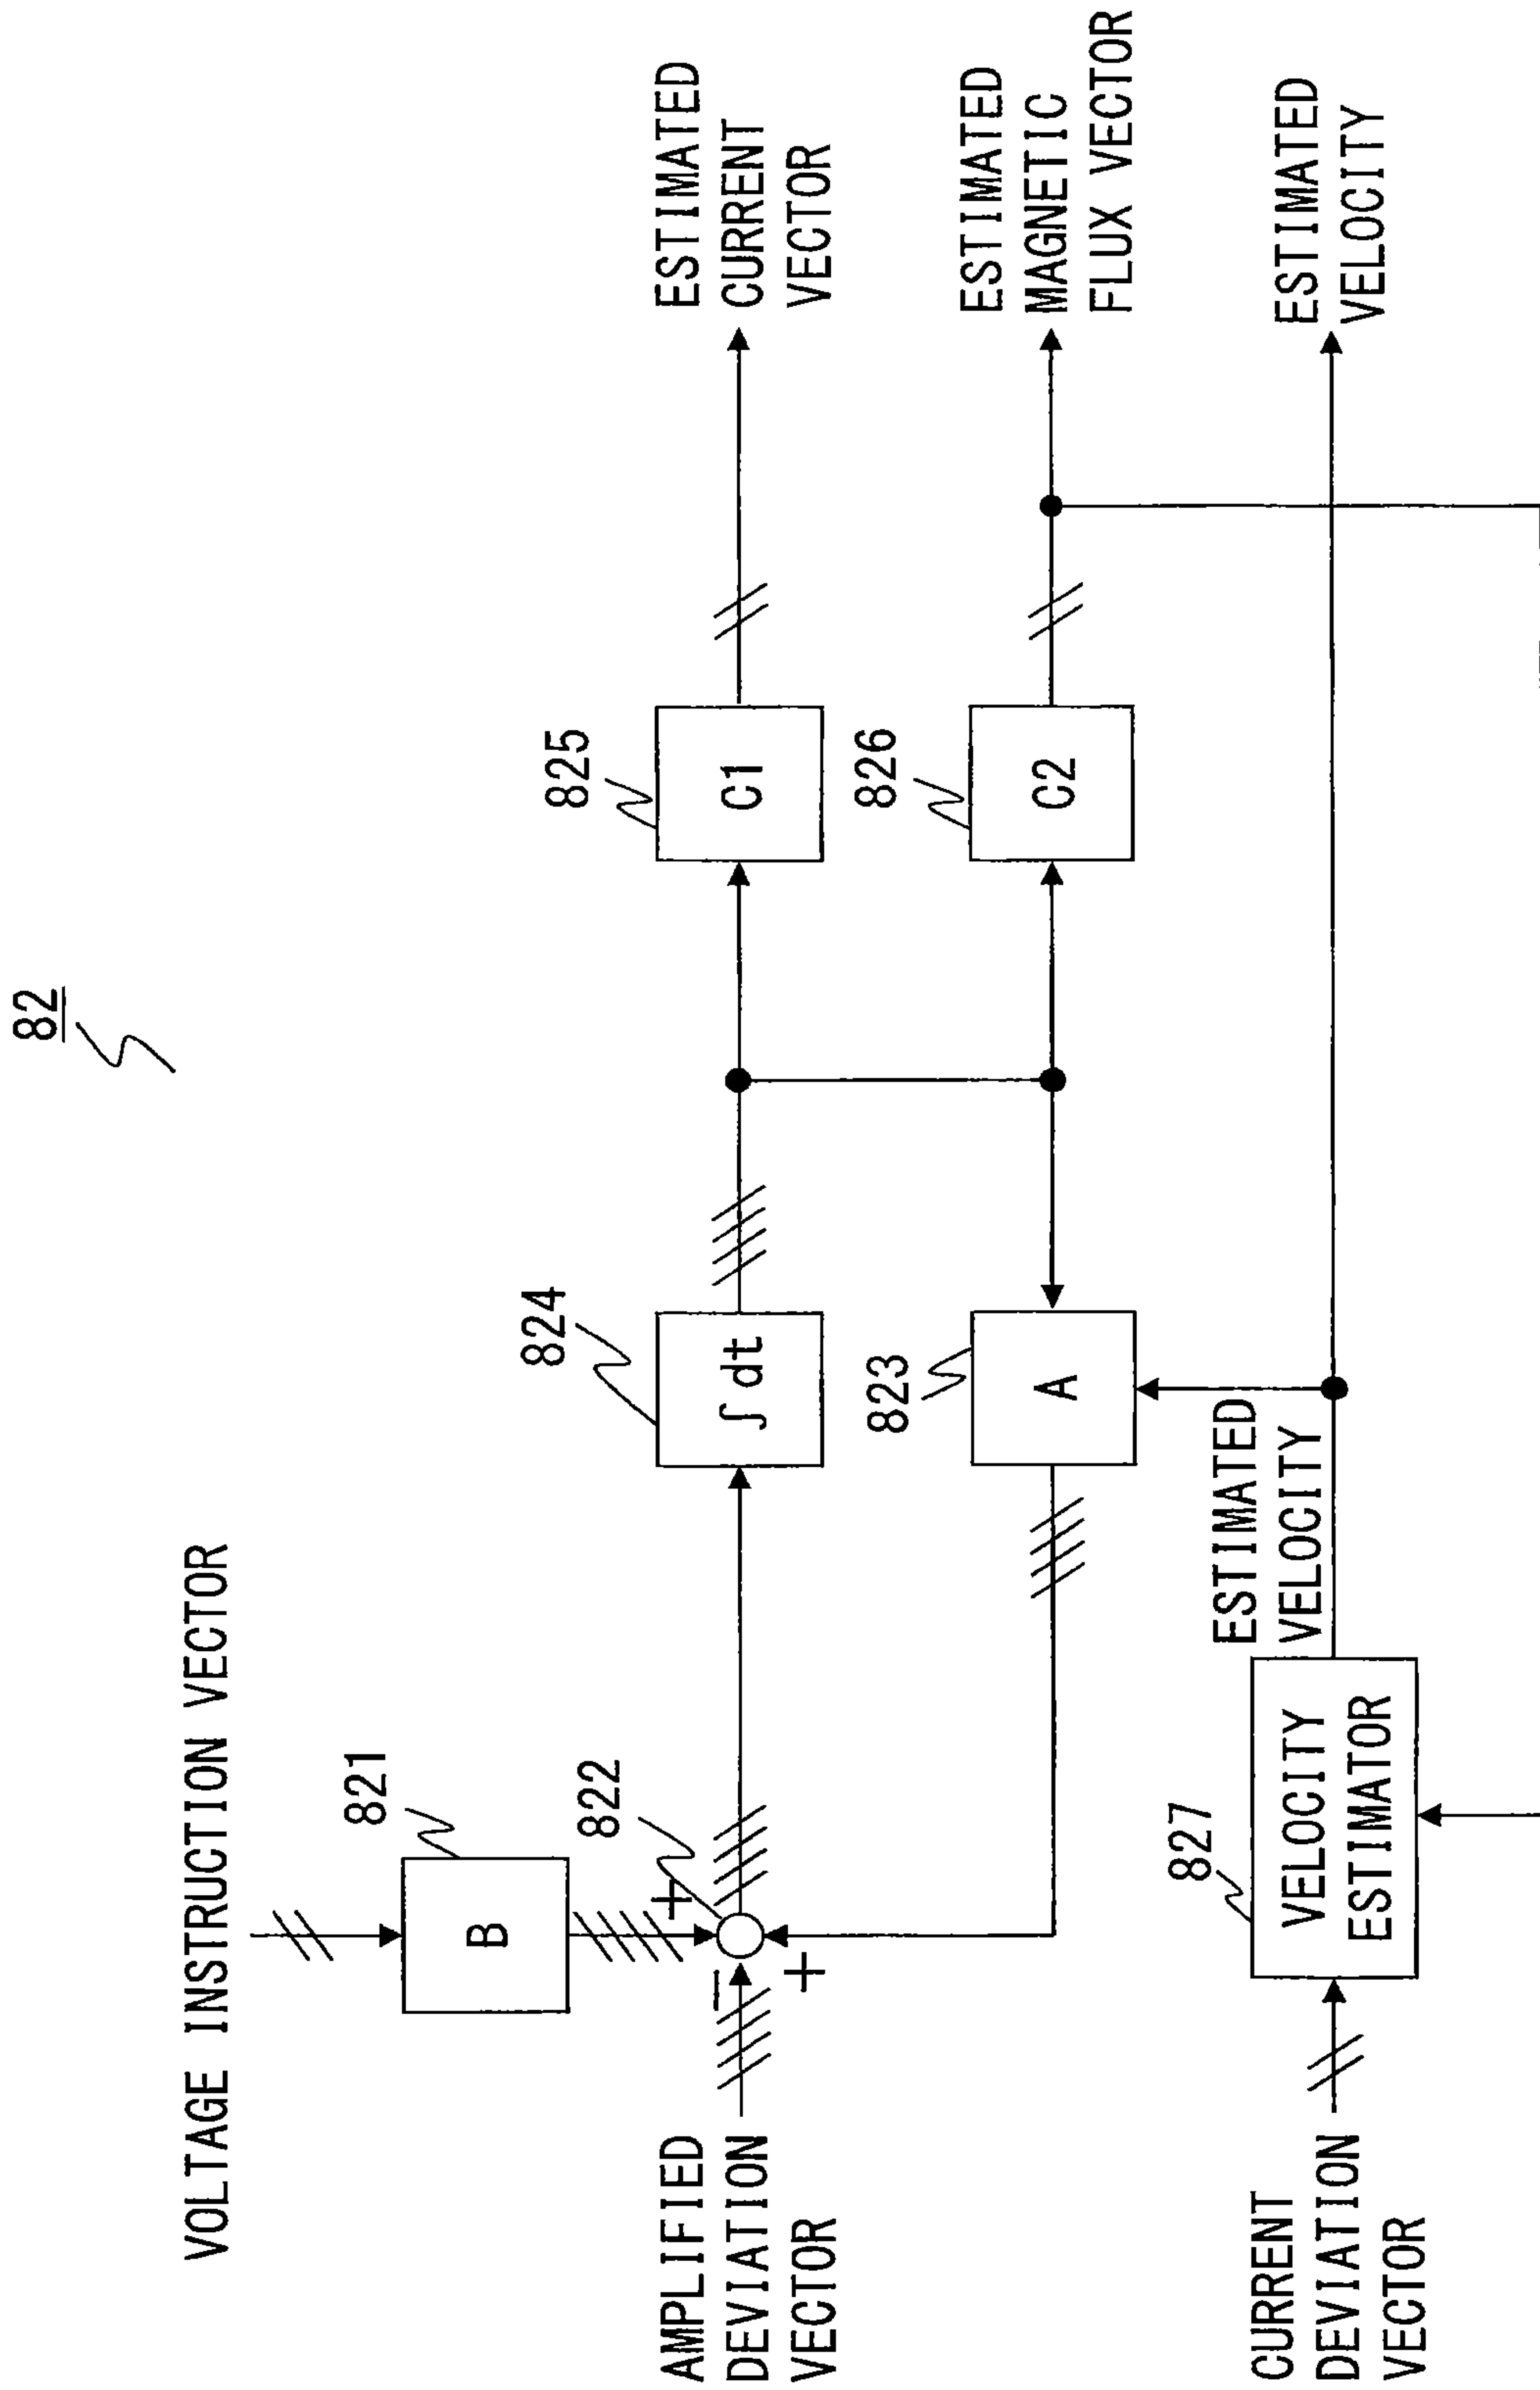 82
VOLTAGE INSTRUCTION VECTOR
821
B
822
+
−
+
AMPLIFIED
DEVIATION
VECTOR
824
∫dt
825
C1
ESTIMATED
CURRENT
VECTOR
823
A
826
C2
ESTIMATED
MAGNETIC
FLUX VECTOR
CURRENT
DEVIATION
VECTOR
827
VELOCITY
ESTIMATOR
ESTIMATED
VELOCITY
ESTIMATED
VELOCITY